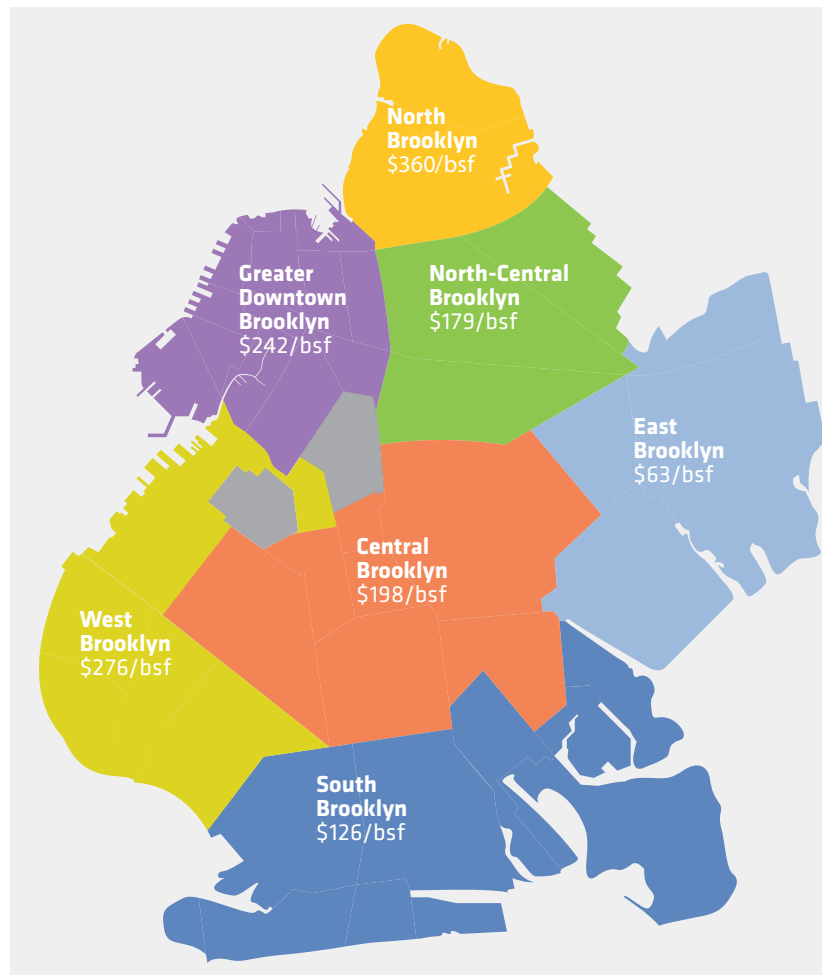 North
Brooklyn
$360/bsf
Greater
Downtown
Brooklyn
$242/bsf
North-Central
Brooklyn
$179/bsf
East
Brooklyn
$63/bsf
Central
Brooklyn
$198/bsf
West
Brooklyn
$276/bsf
South
Brooklyn
$126/bsf